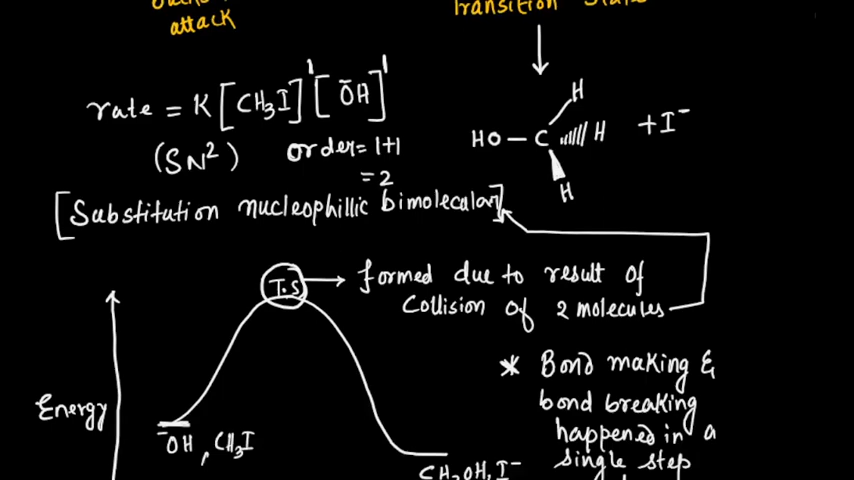 attack
Transition State
rate = K [CH3I]¹ [ŌH]¹
(SN²) order = 1+1
= 2
H
HO — C H + I⁻
H
[Substitution nucleophillic bimolecular]
T.S → formed due to result of
Collision of 2 molecules
* Bond making &
bond breaking
happened in a
single step
Energy
⁻OH, CH3I
CH3OH, I⁻